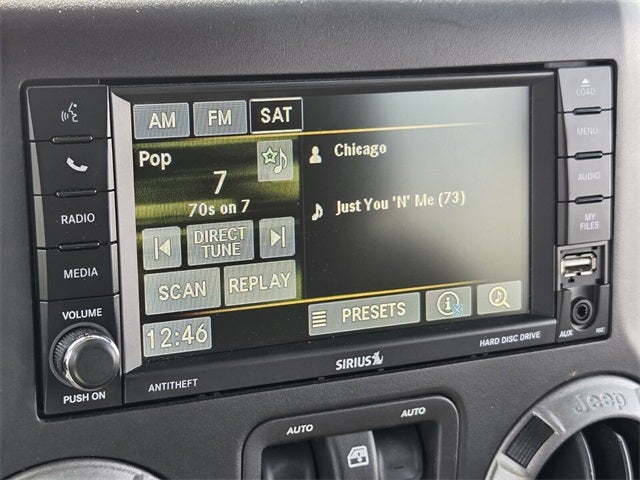 AM FM SAT
LOAD
Pop
Chicago
MENU
7
70s on 7
Just You 'N' Me (73)
AUDIO
RADIO
DIRECT
TUNE
MY
FILES
MEDIA
SCAN REPLAY
VOLUME
12:46
PRESETS
PUSH ON
ANTITHEFT
SIRIUS
HARD DISC DRIVE
AUX
AUTO
AUTO
Jeep